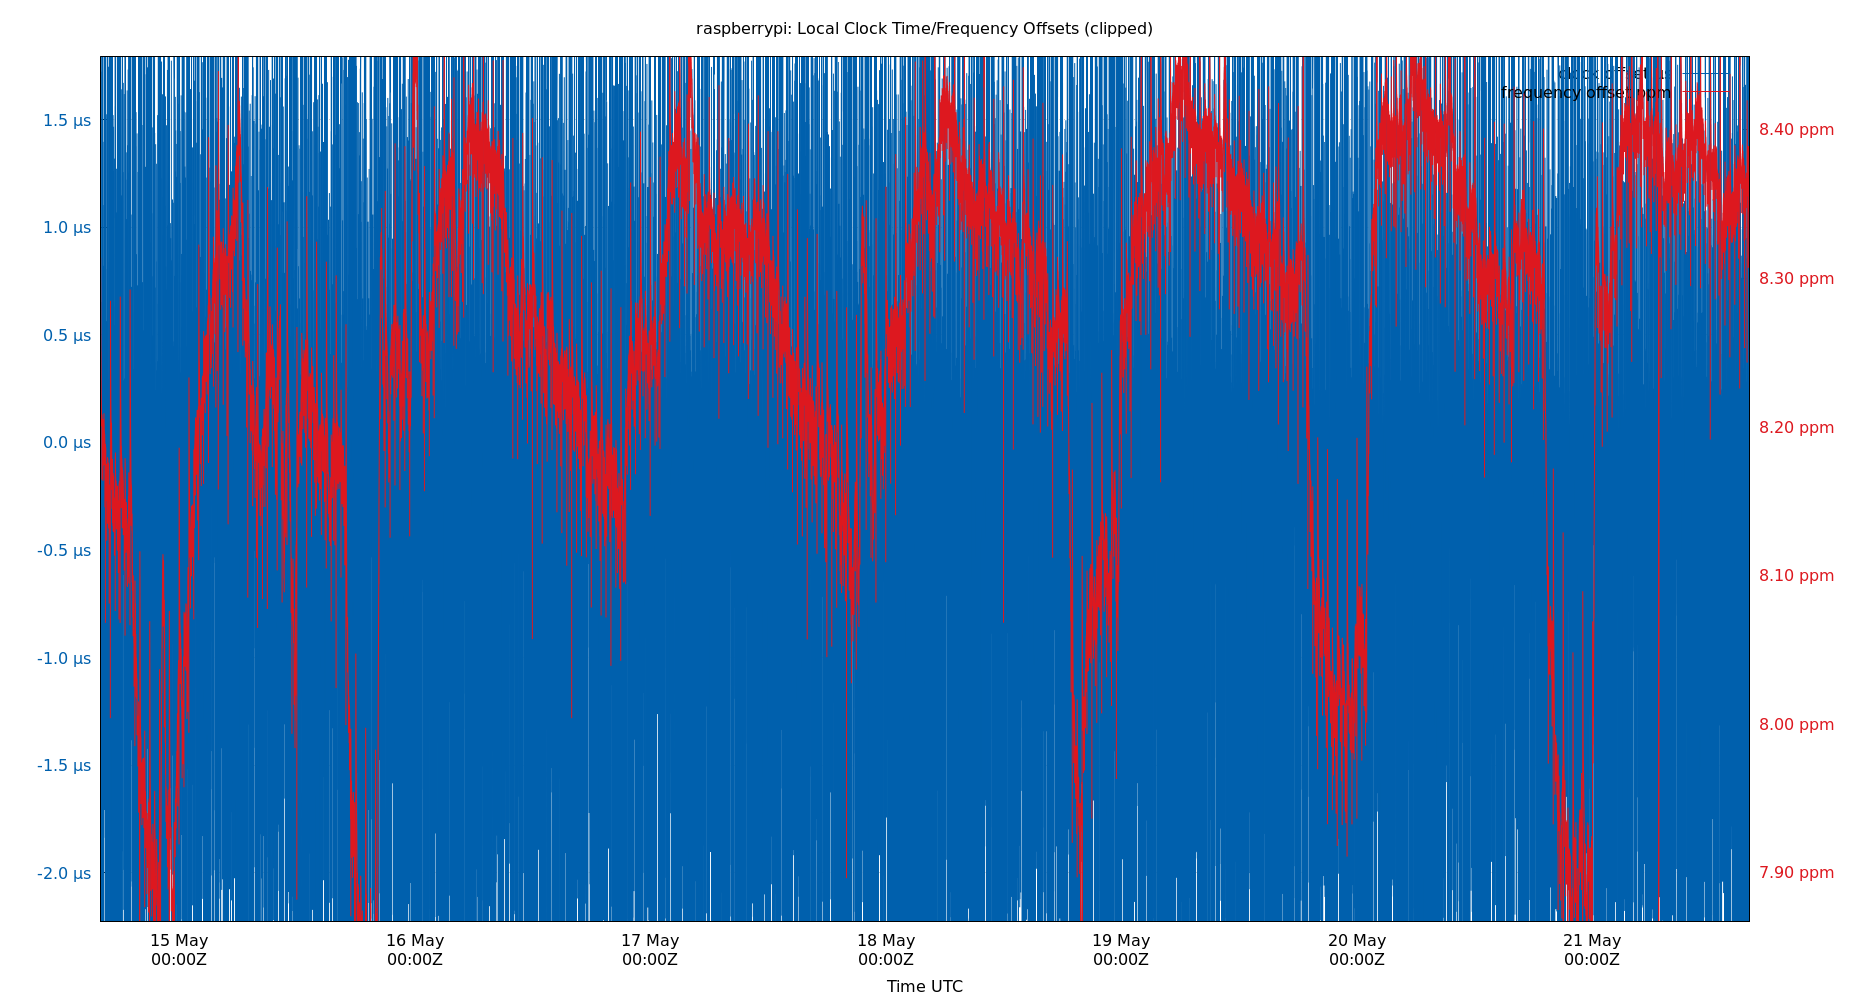 raspberrypi: Local Clock Time/Frequency Offsets (clipped)
clock offset
frequency offset ppm
1.5 µs
1.0 µs
0.5 µs
0.0 µs
-0.5 µs
-1.0 µs
-1.5 µs
-2.0 µs
8.40 ppm
8.30 ppm
8.20 ppm
8.10 ppm
8.00 ppm
7.90 ppm
15 May 16 May 17 May 18 May 19 May 20 May 21 May
00:00Z 00:00Z 00:00Z 00:00Z 00:00Z 00:00Z 00:00Z
Time UTC